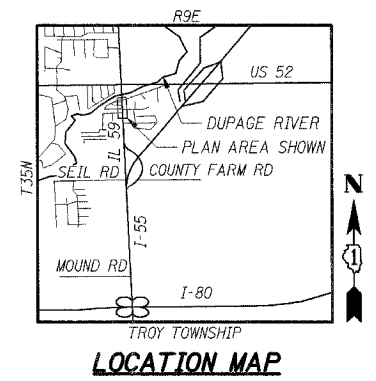 R9E
US 52
DUPAGE RIVER
PLAN AREA SHOWN
IL 59
SEIL RD
COUNTY FARM RD
T35N
N
1
I-55
MOUND RD
I-80
TROY TOWNSHIP
LOCATION MAP